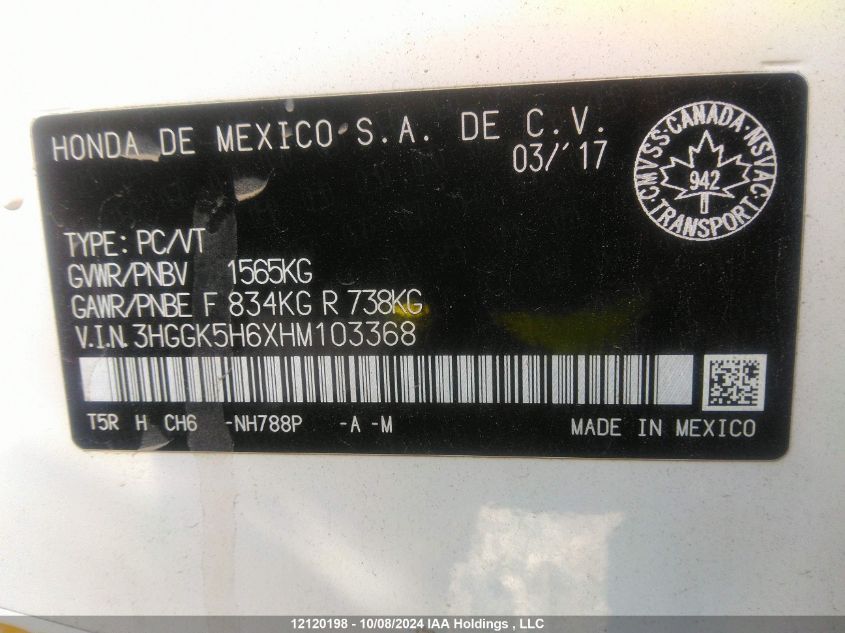 HONDA DE MEXICO S.A. DE C.V.
03/'17
CMVSS·CANADA·NSVAC·TRANSPORT·
942
TYPE: PC/VT
GVWR/PNBV 1565KG
GAWR/PNBE F 834KG R 738KG
V.I.N. 3HGGK5H6XHM103368
T5R H CH6 -NH788P -A -M
MADE IN MEXICO
12120198 - 10/08/2024 IAA Holdings , LLC